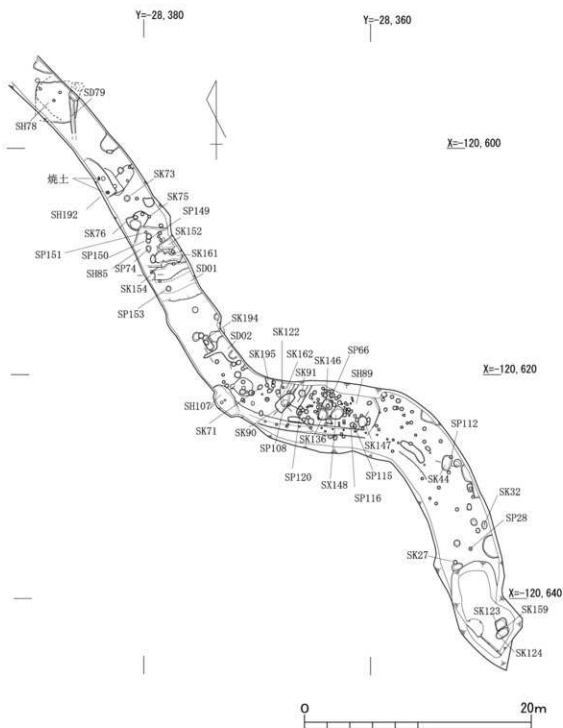 Y=-28,380
Y=-28,360
SD79
SH78
X=-120,600
焼土
SK73
SK75
SH192
SP149
SK76
SK152
SP151
SP150
SK161
SH85
SP74
SD01
SK154
SP153
SK194
SK122
SD02
SK162
SK146
SK195
SK91
SP66
SH89
X=-120,620
SH107
SP112
SK71
SK90
SK136
SK147
SP108
SK44
SP120
SP115
SX148
SP116
SK32
SP28
SK27
X=-120,640
SK123
SK159
SK124
0
20m